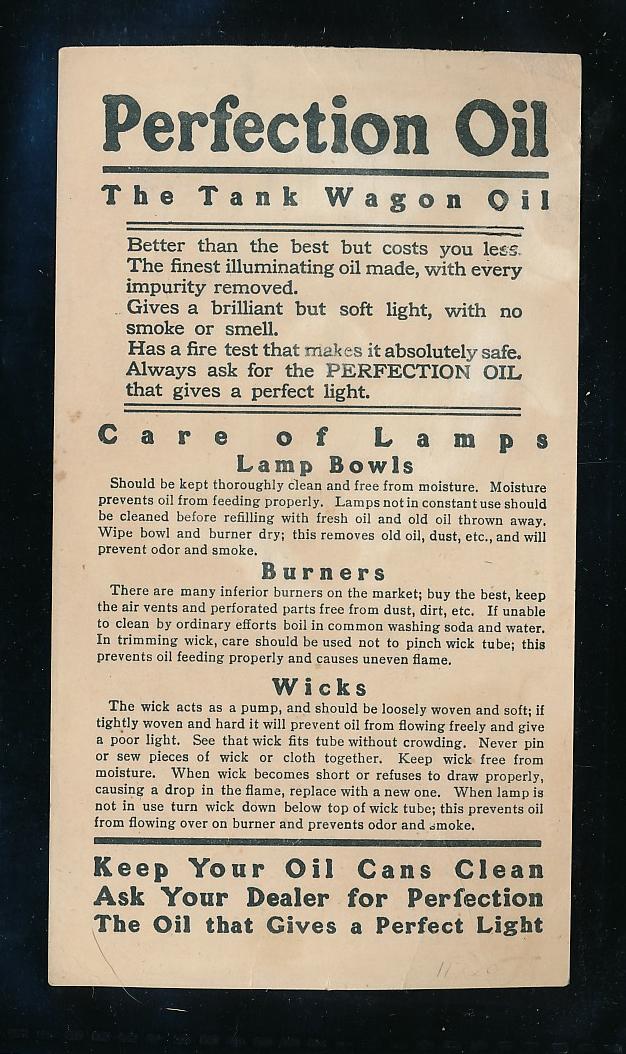 Perfection Oil
The Tank Wagon Oil
Better than the best but costs you less.
The finest illuminating oil made, with every
impurity removed.
Gives a brilliant but soft light, with no
smoke or smell.
Has a fire test that makes it absolutely safe.
Always ask for the PERFECTION OIL
that gives a perfect light.
Care of Lamps
Lamp Bowls
Should be kept thoroughly clean and free from moisture. Moisture
prevents oil from feeding properly. Lamps not in constant use should
be cleaned before refilling with fresh oil and old oil thrown away.
Wipe bowl and burner dry; this removes old oil, dust, etc., and will
prevent odor and smoke.
Burners
There are many inferior burners on the market; buy the best, keep
the air vents and perforated parts free from dust, dirt, etc. If unable
to clean by ordinary efforts boil in common washing soda and water.
In trimming wick, care should be used not to pinch wick tube; this
prevents oil feeding properly and causes uneven flame.
Wicks
The wick acts as a pump, and should be loosely woven and soft; if
tightly woven and hard it will prevent oil from flowing freely and give
a poor light. See that wick fits tube without crowding. Never pin
or sew pieces of wick or cloth together. Keep wick free from
moisture. When wick becomes short or refuses to draw properly,
causing a drop in the flame, replace with a new one. When lamp is
not in use turn wick down below top of wick tube; this prevents oil
from flowing over on burner and prevents odor and smoke.
Keep Your Oil Cans Clean
Ask Your Dealer for Perfection
The Oil that Gives a Perfect Light